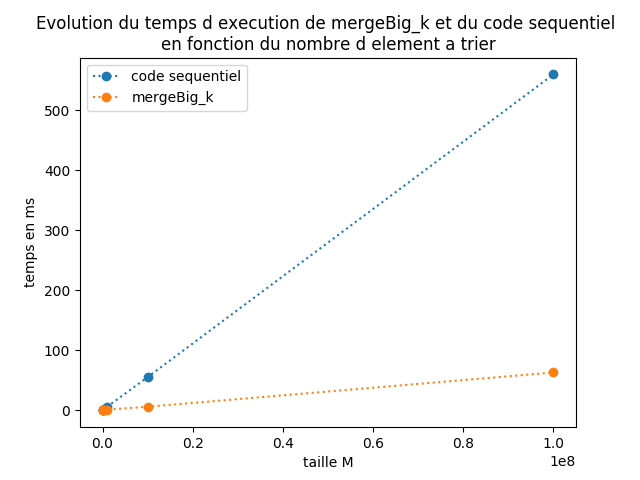 Evolution du temps d execution de mergeBig_k et du code sequentiel
en fonction du nombre d element a trier
code sequentiel
mergeBig_k
temps en ms
500
400
300
200
100
0
0.0 0.2 0.4 0.6 0.8 1.0
1e8
taille M